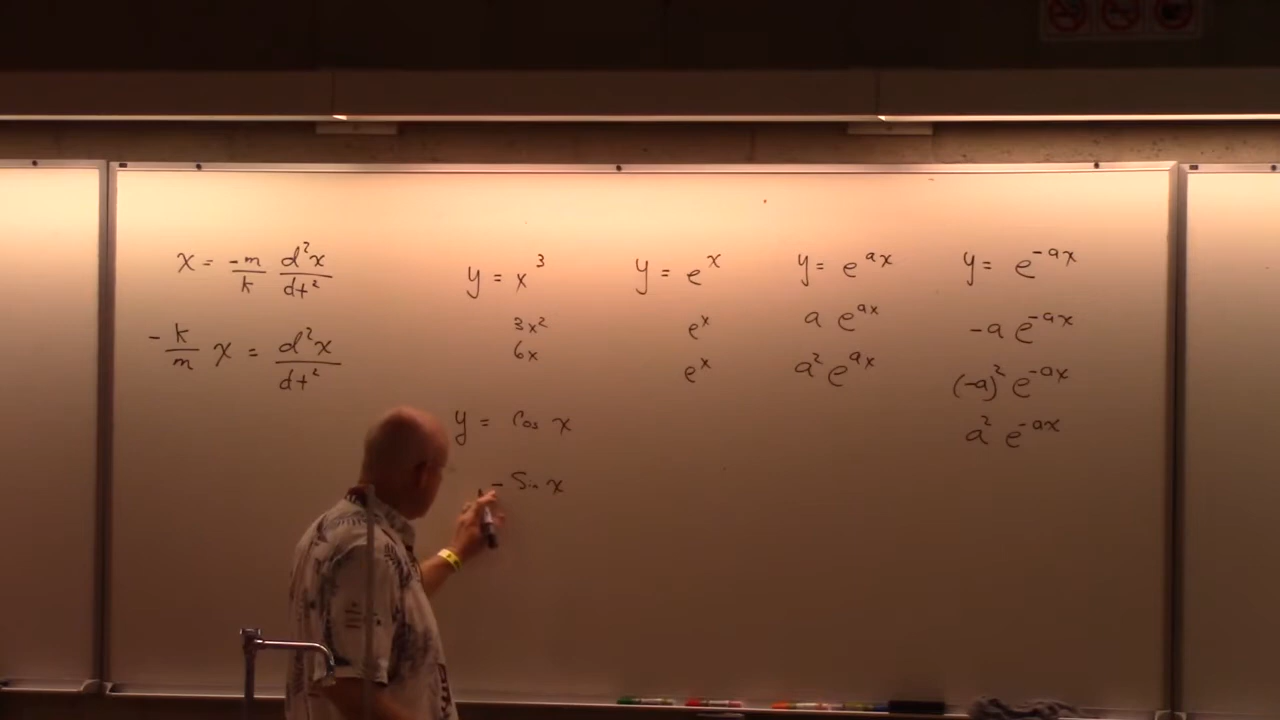 x = -m/k d²x/dt²
-k/m x = d²x/dt²
y = x³
3x²
6x
y = cos x
- sin x
y = eˣ
eˣ
eˣ
y = e^ax
a e^ax
a² e^ax
y = e^-ax
-a e^-ax
(-a)² e^-ax
a² e^-ax